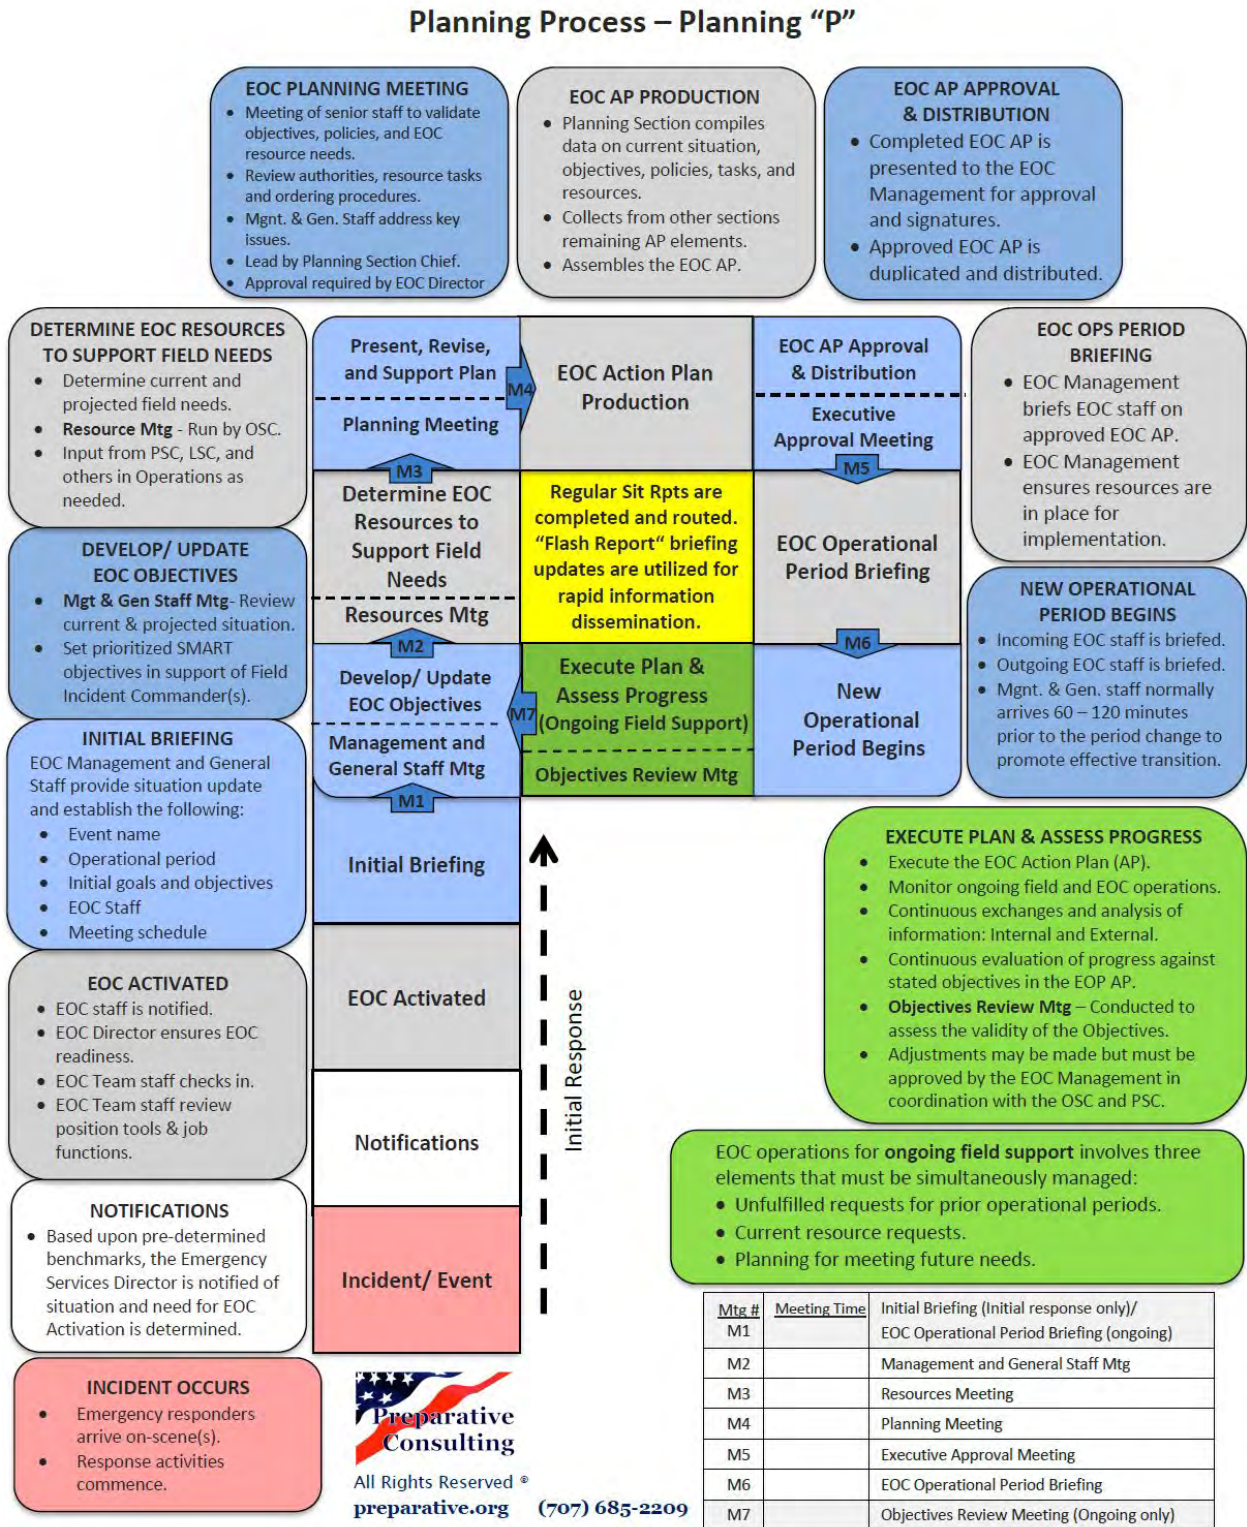 Planning Process – Planning “P”
EOC PLANNING MEETING
• Meeting of senior staff to validate
objectives, policies, and EOC
resource needs.
• Review authorities, resource tasks
and ordering procedures.
• Mgnt. & Gen. Staff address key
issues.
• Lead by Planning Section Chief.
• Approval required by EOC Director
EOC AP PRODUCTION
• Planning Section compiles
data on current situation,
objectives, policies, tasks, and
resources.
• Collects from other sections
remaining AP elements.
• Assembles the EOC AP.
EOC AP APPROVAL
& DISTRIBUTION
• Completed EOC AP is
presented to the EOC
Management for approval
and signatures.
• Approved EOC AP is
duplicated and distributed.
DETERMINE EOC RESOURCES
TO SUPPORT FIELD NEEDS
• Determine current and
projected field needs.
• Resource Mtg - Run by OSC.
• Input from PSC, LSC, and
others in Operations as
needed.
Present, Revise,
and Support Plan
Planning Meeting
M4
EOC Action Plan
Production
EOC AP Approval
& Distribution
Executive
Approval Meeting
M5
EOC OPS PERIOD
BRIEFING
• EOC Management
briefs EOC staff on
approved EOC AP.
• EOC Management
ensures resources are
in place for
implementation.
M3
Determine EOC
Resources to
Support Field
Needs
Resources Mtg
M2
Regular Sit Rpts are
completed and routed.
“Flash Report“ briefing
updates are utilized for
rapid information
dissemination.
EOC Operational
Period Briefing
M6
DEVELOP/ UPDATE
EOC OBJECTIVES
• Mgt & Gen Staff Mtg- Review
current & projected situation.
• Set prioritized SMART
objectives in support of Field
Incident Commander(s).
Develop/ Update
EOC Objectives
Management and
General Staff Mtg
M1
M7
Execute Plan &
Assess Progress
(Ongoing Field Support)
Objectives Review Mtg
New
Operational
Period Begins
NEW OPERATIONAL
PERIOD BEGINS
• Incoming EOC staff is briefed.
• Outgoing EOC staff is briefed.
• Mgnt. & Gen. staff normally
arrives 60 – 120 minutes
prior to the period change to
promote effective transition.
INITIAL BRIEFING
EOC Management and General
Staff provide situation update
and establish the following:
• Event name
• Operational period
• Initial goals and objectives
• EOC Staff
• Meeting schedule
Initial Briefing
EXECUTE PLAN & ASSESS PROGRESS
• Execute the EOC Action Plan (AP).
• Monitor ongoing field and EOC operations.
• Continuous exchanges and analysis of
information: Internal and External.
• Continuous evaluation of progress against
stated objectives in the EOP AP.
• Objectives Review Mtg – Conducted to
assess the validity of the Objectives.
• Adjustments may be made but must be
approved by the EOC Management in
coordination with the OSC and PSC.
EOC ACTIVATED
• EOC staff is notified.
• EOC Director ensures EOC
readiness.
• EOC Team staff checks in.
• EOC Team staff review
position tools & job
functions.
EOC Activated
Initial Response
Notifications
EOC operations for ongoing field support involves three
elements that must be simultaneously managed:
• Unfulfilled requests for prior operational periods.
• Current resource requests.
• Planning for meeting future needs.
NOTIFICATIONS
• Based upon pre-determined
benchmarks, the Emergency
Services Director is notified of
situation and need for EOC
Activation is determined.
Incident/ Event
INCIDENT OCCURS
• Emergency responders
arrive on-scene(s).
• Response activities
commence.
Preparative
Consulting
All Rights Reserved ®
preparative.org (707) 685-2209
Mtg # Meeting Time Initial Briefing (Initial response only)/
M1 EOC Operational Period Briefing (ongoing)
M2 Management and General Staff Mtg
M3 Resources Meeting
M4 Planning Meeting
M5 Executive Approval Meeting
M6 EOC Operational Period Briefing
M7 Objectives Review Meeting (Ongoing only)